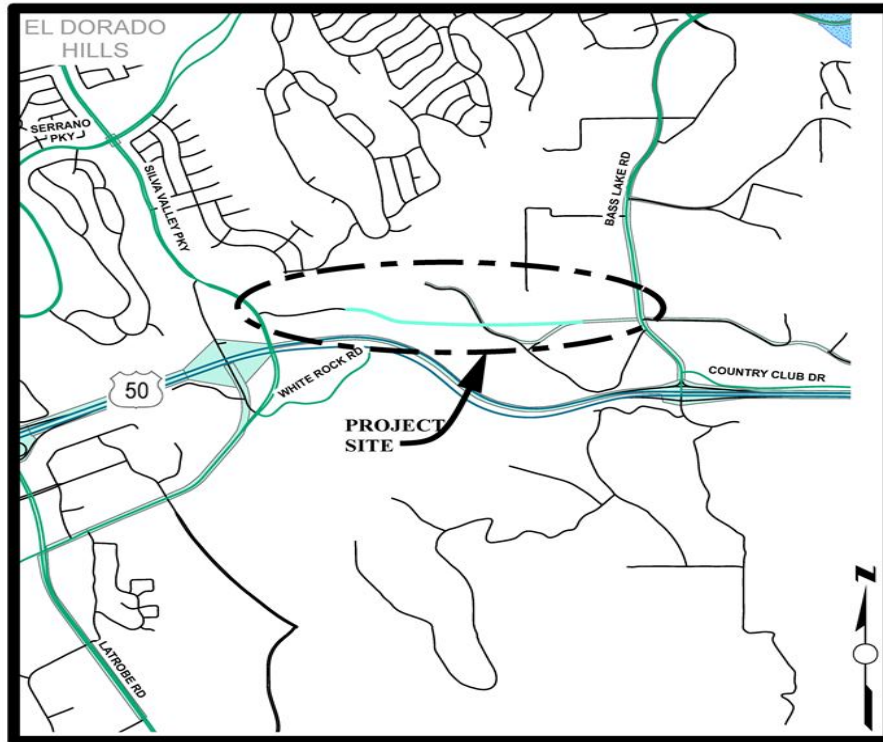 EL DORADO
HILLS
SERRANO
PKY
SILVA VALLEY PKY
BASS LAKE RD
50
WHITE ROCK RD
COUNTRY CLUB DR
PROJECT
SITE
LATROBE RD
N